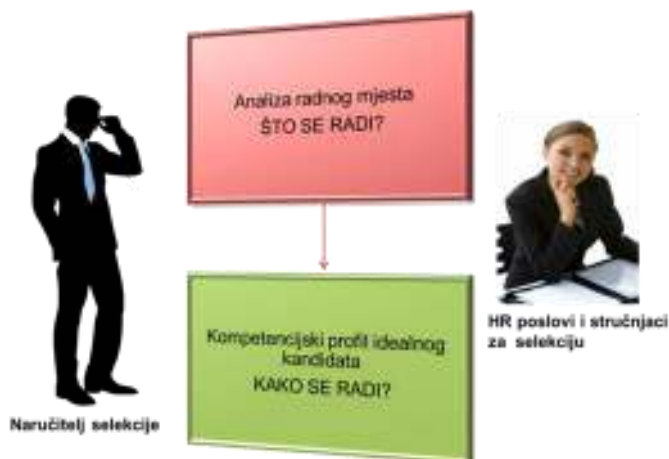 Analiza radnog mjesta
ŠTO SE RADI?
Kompetencijski profil idealnog
kandidata
KAKO SE RADI?
Naručitelj selekcije
HR poslovi i stručnjaci
za selekciju